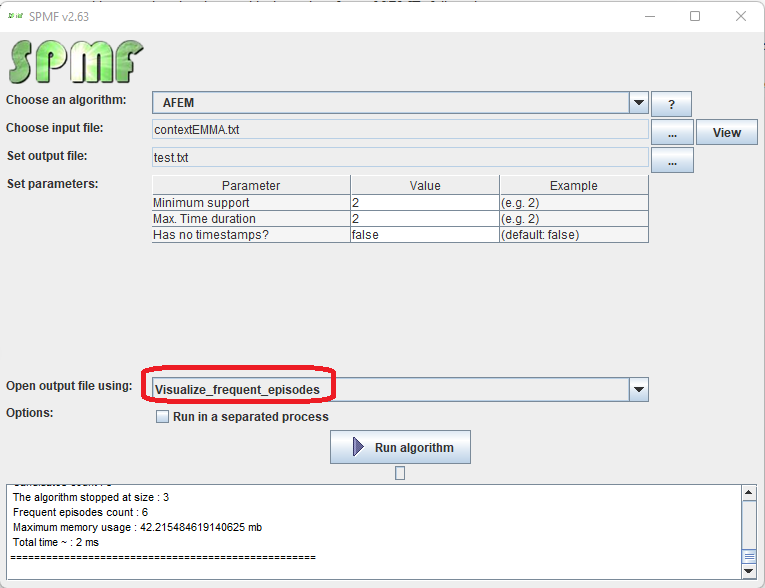 SPMF v2.63
SPMF
Choose an algorithm: AFEM ?
Choose input file: contextEMMA.txt ... View
Set output file: test.txt ...
Set parameters: Parameter Value Example
Minimum support 2 (e.g. 2)
Max. Time duration 2 (e.g. 2)
Has no timestamps? false (default: false)
Open output file using: Visualize_frequent_episodes
Options: Run in a separated process
Run algorithm
The algorithm stopped at size : 3
Frequent episodes count : 6
Maximum memory usage : 42.215484619140625 mb
Total time ~ : 2 ms
===================================================